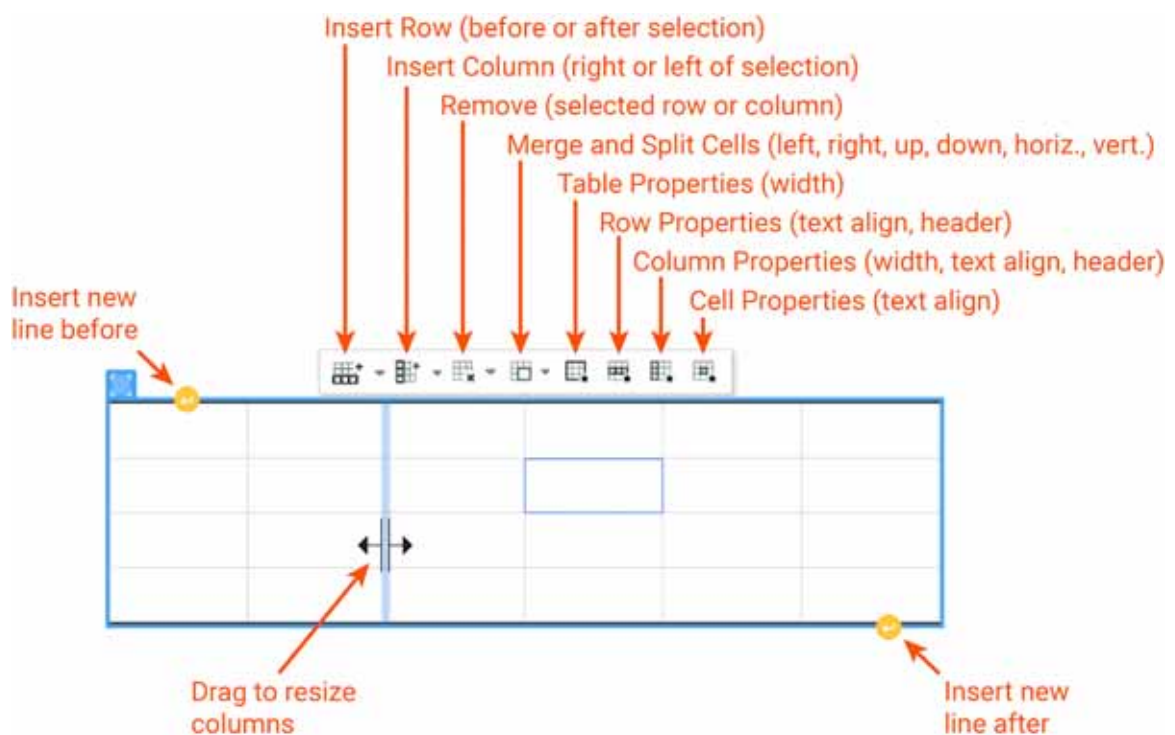 Insert Row (before or after selection)
Insert Column (right or left of selection)
Remove (selected row or column)
Merge and Split Cells (left, right, up, down, horiz., vert.)
Table Properties (width)
Row Properties (text align, header)
Column Properties (width, text align, header)
Cell Properties (text align)
Insert new
line before
Drag to resize
columns
Insert new
line after